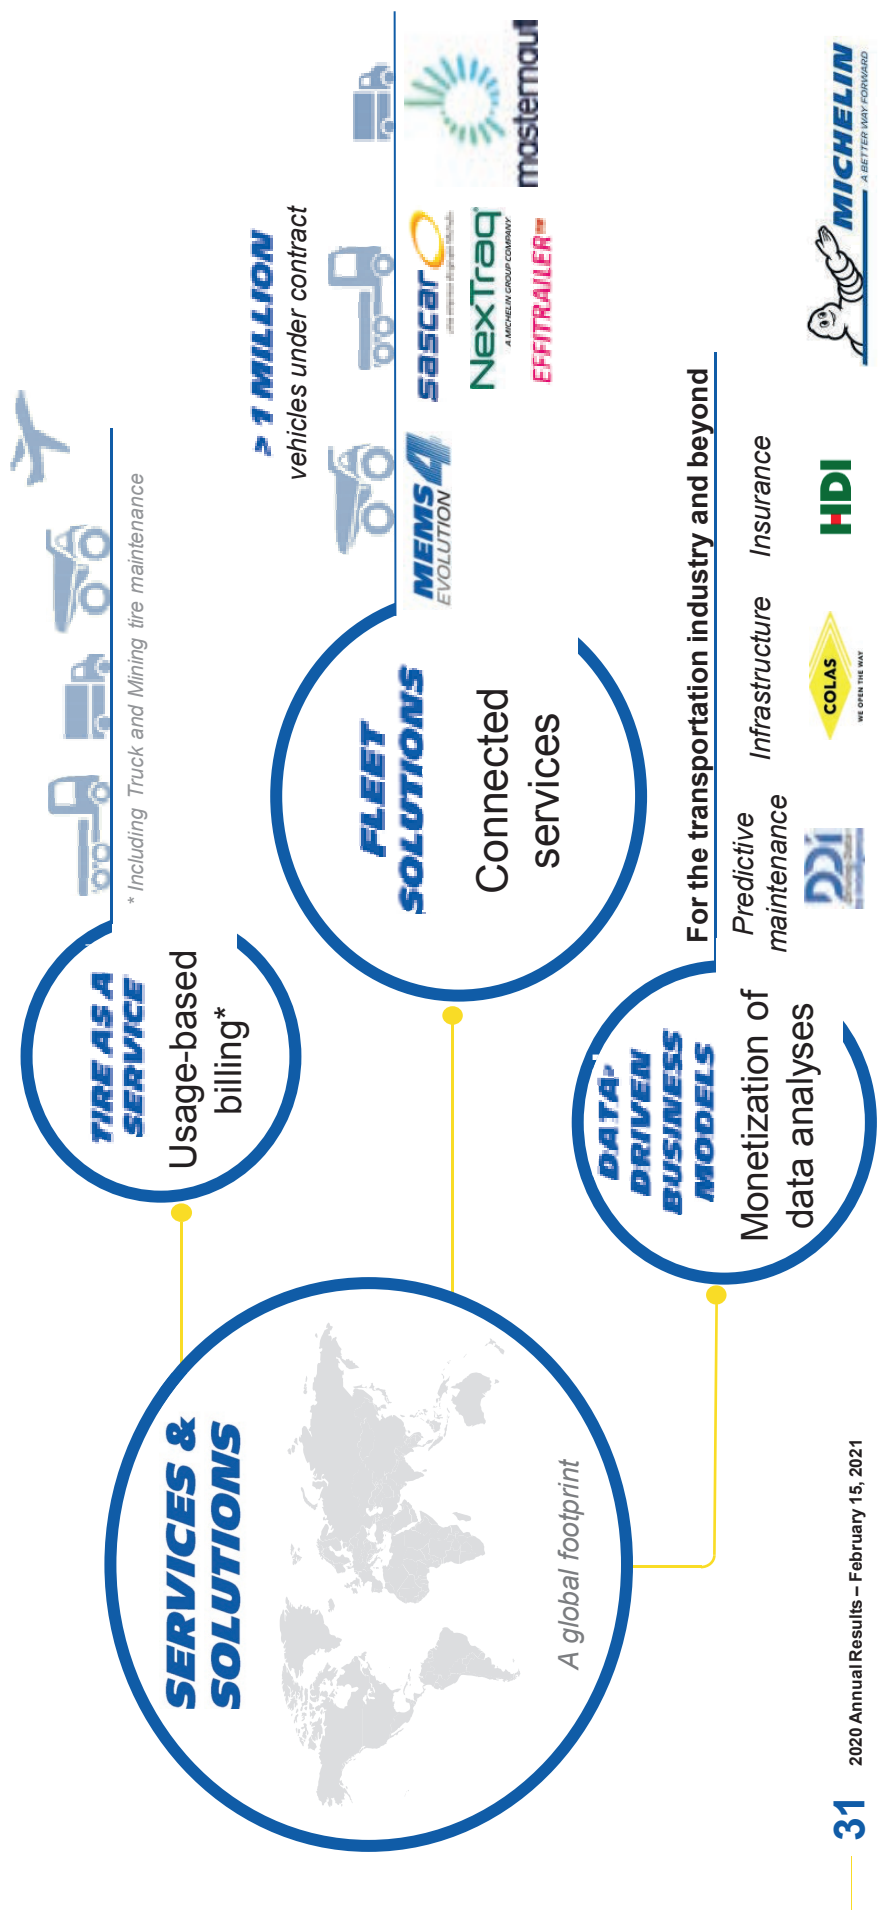 SERVICES &
SOLUTIONS
A global footprint
TIRE AS A
SERVICE
Usage-based
billing*
* Including Truck and Mining tire maintenance
FLEET
SOLUTIONS
Connected
services
> 1 MILLION
vehicles under contract
MEMS4
EVOLUTION
sascar
NexTraq
A MICHELIN GROUP COMPANY
EFFITRAILER
masternaut
DATA-
DRIVEN
BUSINESS
MODELS
Monetization of
data analyses
For the transportation industry and beyond
Predictive
maintenance
Infrastructure
Insurance
DDi
COLAS
WE OPEN THE WAY
HDI
31
2020 Annual Results – February 15, 2021
MICHELIN
A BETTER WAY FORWARD